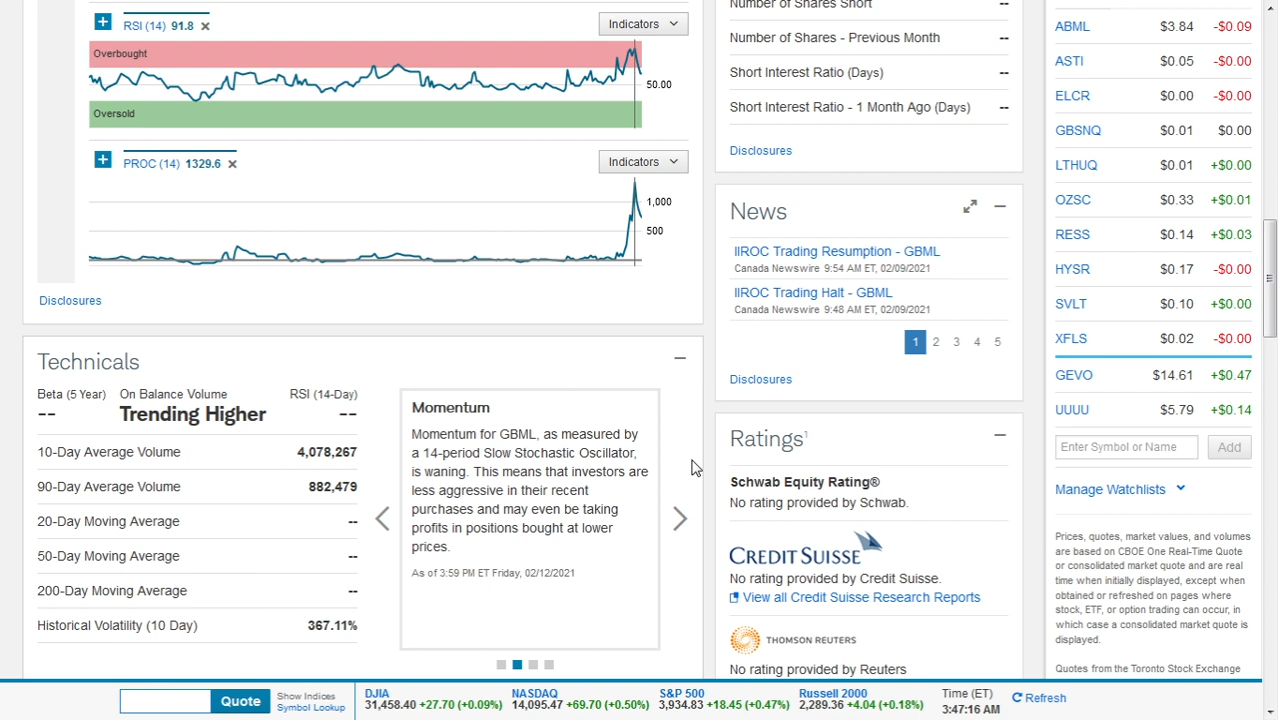 RSI (14) 91.8
Indicators
Overbought
50.00
Oversold
PROC (14) 1329.6
Indicators
1,000
500
Disclosures
Technicals
Beta (5 Year) On Balance Volume RSI (14-Day)
-- Trending Higher --
10-Day Average Volume 4,078,267
90-Day Average Volume 882,479
20-Day Moving Average --
50-Day Moving Average --
200-Day Moving Average --
Historical Volatility (10 Day) 367.11%
Momentum
Momentum for GBML, as measured by
a 14-period Slow Stochastic Oscillator,
is waning. This means that investors are
less aggressive in their recent
purchases and may even be taking
profits in positions bought at lower
prices.
As of 3:59 PM ET Friday, 02/12/2021
Number of Shares Short --
Number of Shares - Previous Month --
Short Interest Ratio (Days) --
Short Interest Ratio - 1 Month Ago (Days) --
Disclosures
News
IIROC Trading Resumption - GBML
Canada Newswire 9:54 AM ET, 02/09/2021
IIROC Trading Halt - GBML
Canada Newswire 9:48 AM ET, 02/09/2021
1 2 3 4 5
Disclosures
Ratings1
Schwab Equity Rating®
No rating provided by Schwab.
CREDIT SUISSE
No rating provided by Credit Suisse.
View all Credit Suisse Research Reports
THOMSON REUTERS
No rating provided by Reuters
ABML $3.84 -$0.09
ASTI $0.05 -$0.00
ELCR $0.00 -$0.00
GBSNQ $0.01 $0.00
LTHUQ $0.01 +$0.00
OZSC $0.33 +$0.01
RESS $0.14 +$0.03
HYSR $0.17 -$0.00
SVLT $0.10 +$0.00
XFLS $0.02 -$0.00
GEVO $14.61 +$0.47
UUUU $5.79 +$0.14
Enter Symbol or Name Add
Manage Watchlists
Prices, quotes, market values, and volumes
are based on CBOE One Real-Time Quote
or consolidated market quote and are real
time when initially displayed, except when
obtained or refreshed on pages where
stock, ETF, or option trading can occur, in
which case a consolidated market quote is
displayed.
Quotes from the Toronto Stock Exchange
Quote
Show Indices
Symbol Lookup
DJIA
31,458.40 +27.70 (+0.09%)
NASDAQ
14,095.47 +69.70 (+0.50%)
S&P 500
3,934.83 +18.45 (+0.47%)
Russell 2000
2,289.36 +4.04 (+0.18%)
Time (ET)
3:47:16 AM
Refresh